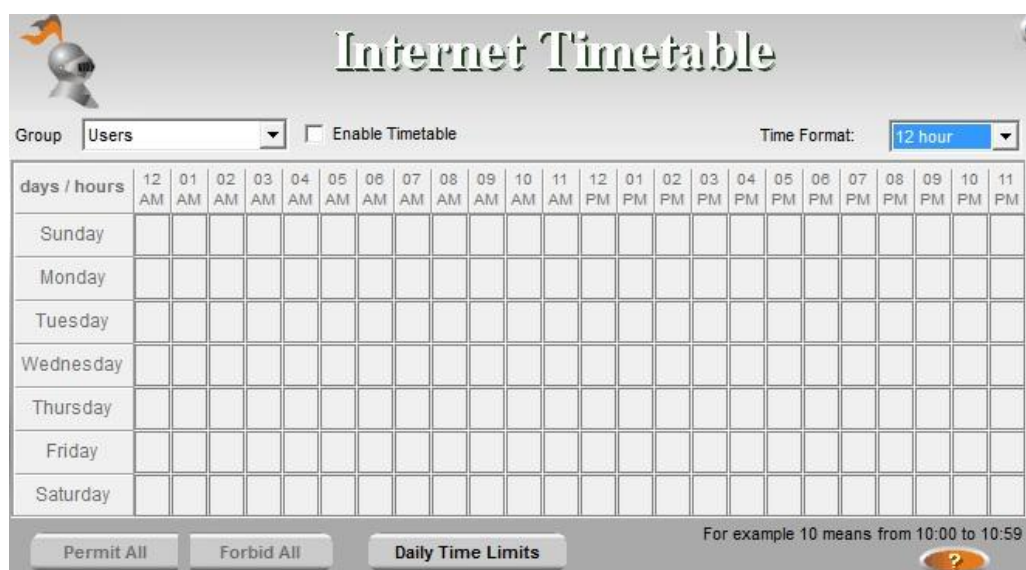 Internet Timetable
Group Users Enable Timetable Time Format: 12 hour
days / hours 12 AM 01 AM 02 AM 03 AM 04 AM 05 AM 06 AM 07 AM 08 AM 09 AM 10 AM 11 AM 12 PM 01 PM 02 PM 03 PM 04 PM 05 PM 06 PM 07 PM 08 PM 09 PM 10 PM 11 PM
Sunday
Monday
Tuesday
Wednesday
Thursday
Friday
Saturday
For example 10 means from 10:00 to 10:59
Permit All Forbid All Daily Time Limits ?